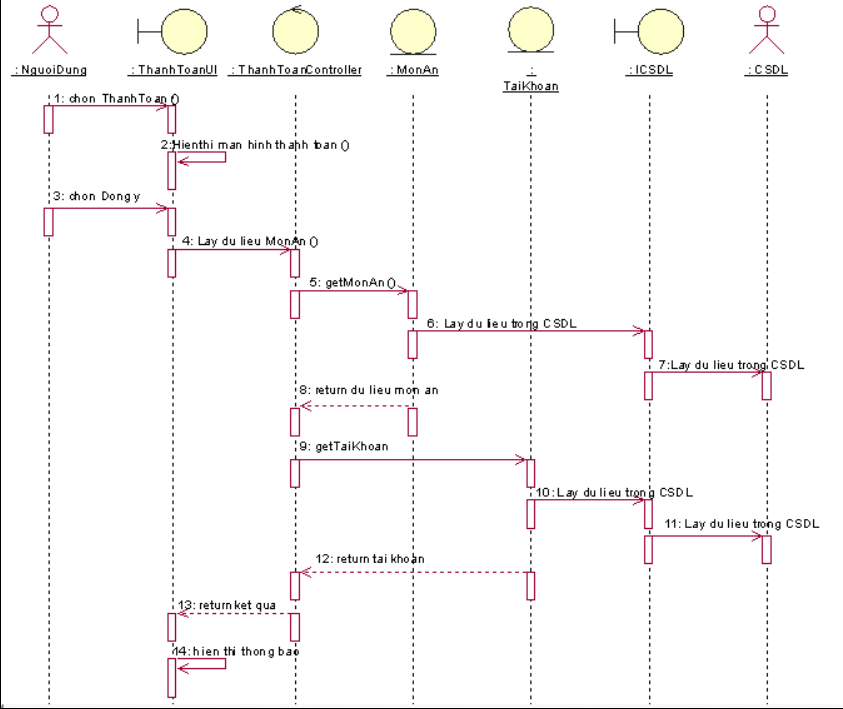 : NguoiDung
: ThanhToanUI
: ThanhToanController
: MonAn
:
TaiKhoan
: ICSDL
: CSDL
1: chon ThanhToan ()
2:Hienthi man hinh thanh toan ()
3: chon Dong y
4: Lay du lieu MonAn ()
5: getMonAn ()
6: Lay du lieu trong CSDL
7:Lay du lieu trong CSDL
8: return du lieu mon an
9: getTaiKhoan
10:Lay du lieu trong CSDL
11: Lay du lieu trong CSDL
12: return tai khoan
13: return ket qua
14:hien thi thong bao